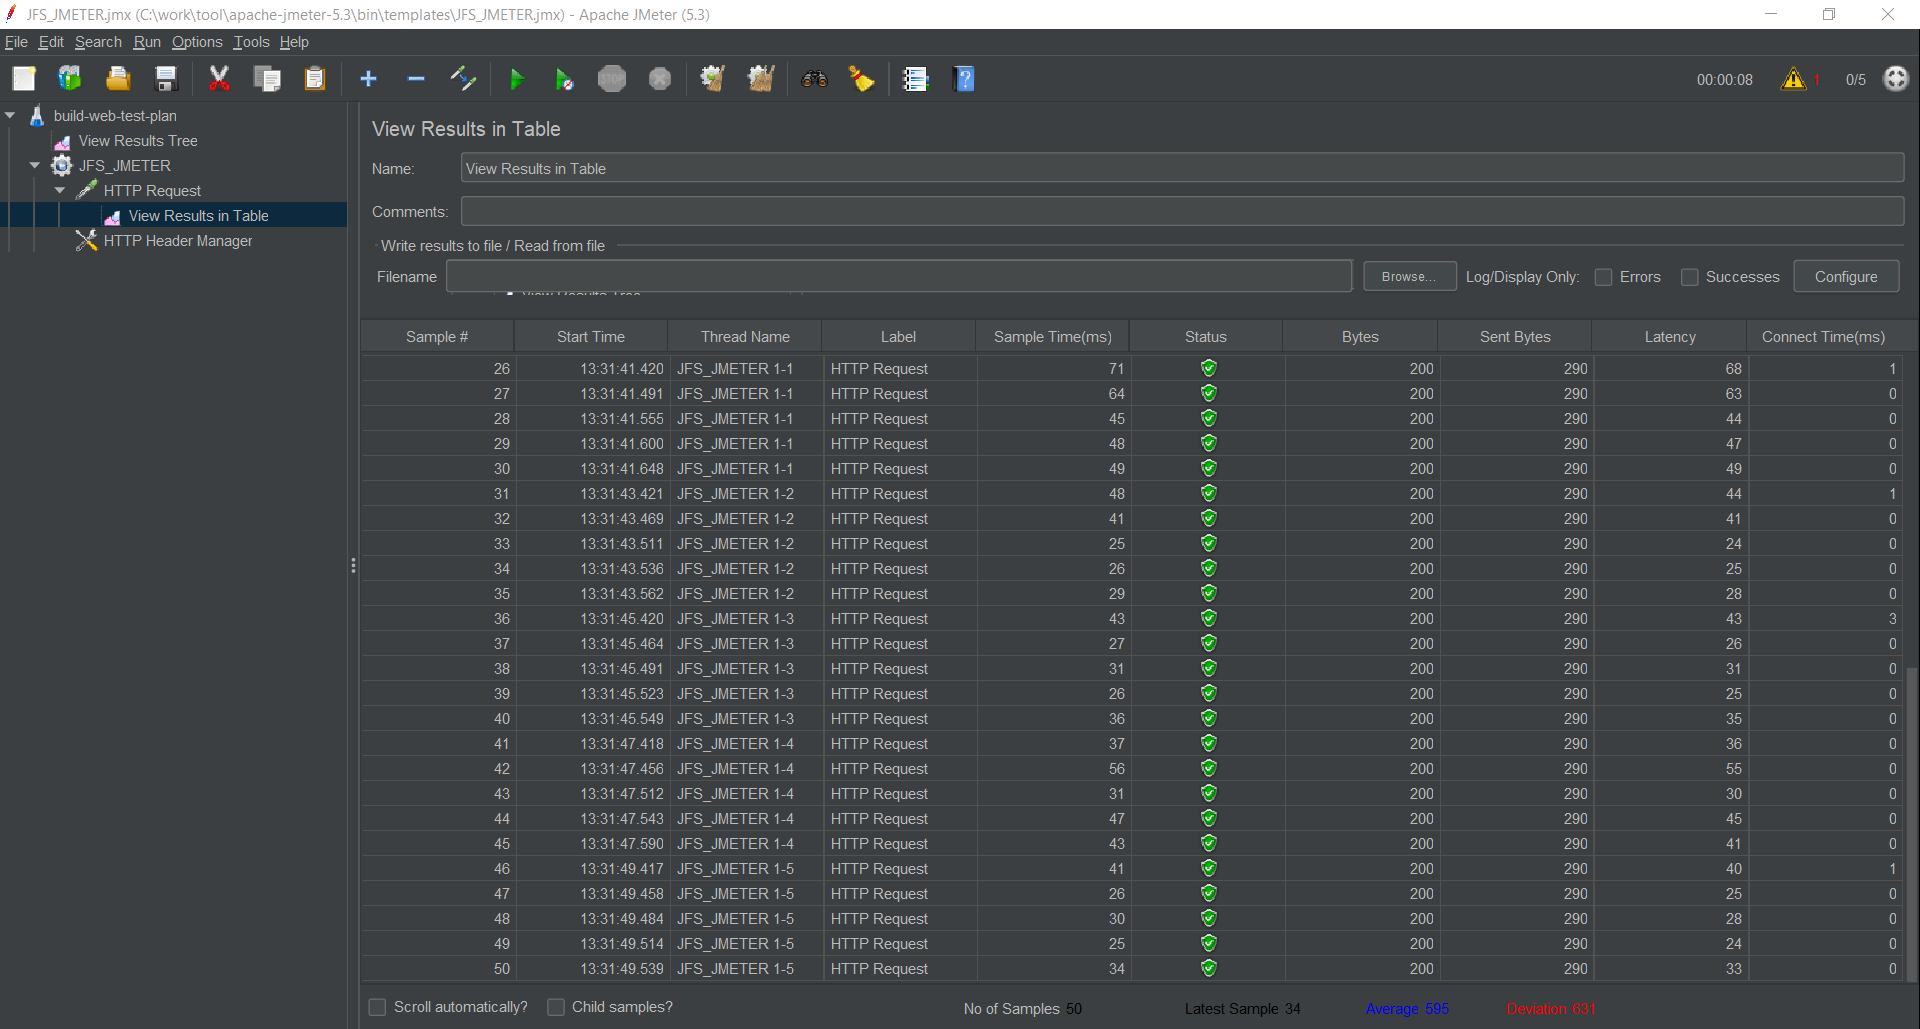 JFS_JMETER.jmx (C:\work\tool\apache-jmeter-5.3\bin\templates\JFS_JMETER.jmx) - Apache JMeter (5.3)
File Edit Search Run Options Tools Help
STOP 00:00:08 1 0/5
build-web-test-plan
View Results Tree
JFS_JMETER
HTTP Request
View Results in Table
HTTP Header Manager
View Results in Table
Name: View Results in Table
Comments:
Write results to file / Read from file
Filename Browse... Log/Display Only: Errors Successes Configure
View Results Tree
Sample # Start Time Thread Name Label Sample Time(ms) Status Bytes Sent Bytes Latency Connect Time(ms)
26 13:31:41.420 JFS_JMETER 1-1 HTTP Request 71 200 290 68 1
27 13:31:41.491 JFS_JMETER 1-1 HTTP Request 64 200 290 63 0
28 13:31:41.555 JFS_JMETER 1-1 HTTP Request 45 200 290 44 0
29 13:31:41.600 JFS_JMETER 1-1 HTTP Request 48 200 290 47 0
30 13:31:41.648 JFS_JMETER 1-1 HTTP Request 49 200 290 49 0
31 13:31:43.421 JFS_JMETER 1-2 HTTP Request 48 200 290 44 1
32 13:31:43.469 JFS_JMETER 1-2 HTTP Request 41 200 290 41 0
33 13:31:43.511 JFS_JMETER 1-2 HTTP Request 25 200 290 24 0
34 13:31:43.536 JFS_JMETER 1-2 HTTP Request 26 200 290 25 0
35 13:31:43.562 JFS_JMETER 1-2 HTTP Request 29 200 290 28 0
36 13:31:45.420 JFS_JMETER 1-3 HTTP Request 43 200 290 43 3
37 13:31:45.464 JFS_JMETER 1-3 HTTP Request 27 200 290 26 0
38 13:31:45.491 JFS_JMETER 1-3 HTTP Request 31 200 290 31 0
39 13:31:45.523 JFS_JMETER 1-3 HTTP Request 26 200 290 25 0
40 13:31:45.549 JFS_JMETER 1-3 HTTP Request 36 200 290 35 0
41 13:31:47.418 JFS_JMETER 1-4 HTTP Request 37 200 290 36 0
42 13:31:47.456 JFS_JMETER 1-4 HTTP Request 56 200 290 55 0
43 13:31:47.512 JFS_JMETER 1-4 HTTP Request 31 200 290 30 0
44 13:31:47.543 JFS_JMETER 1-4 HTTP Request 47 200 290 45 0
45 13:31:47.590 JFS_JMETER 1-4 HTTP Request 43 200 290 41 0
46 13:31:49.417 JFS_JMETER 1-5 HTTP Request 41 200 290 40 1
47 13:31:49.458 JFS_JMETER 1-5 HTTP Request 26 200 290 25 0
48 13:31:49.484 JFS_JMETER 1-5 HTTP Request 30 200 290 28 0
49 13:31:49.514 JFS_JMETER 1-5 HTTP Request 25 200 290 24 0
50 13:31:49.539 JFS_JMETER 1-5 HTTP Request 34 200 290 33 0
Scroll automatically? Child samples? No of Samples 50 Latest Sample 34 Average 595 Deviation 631